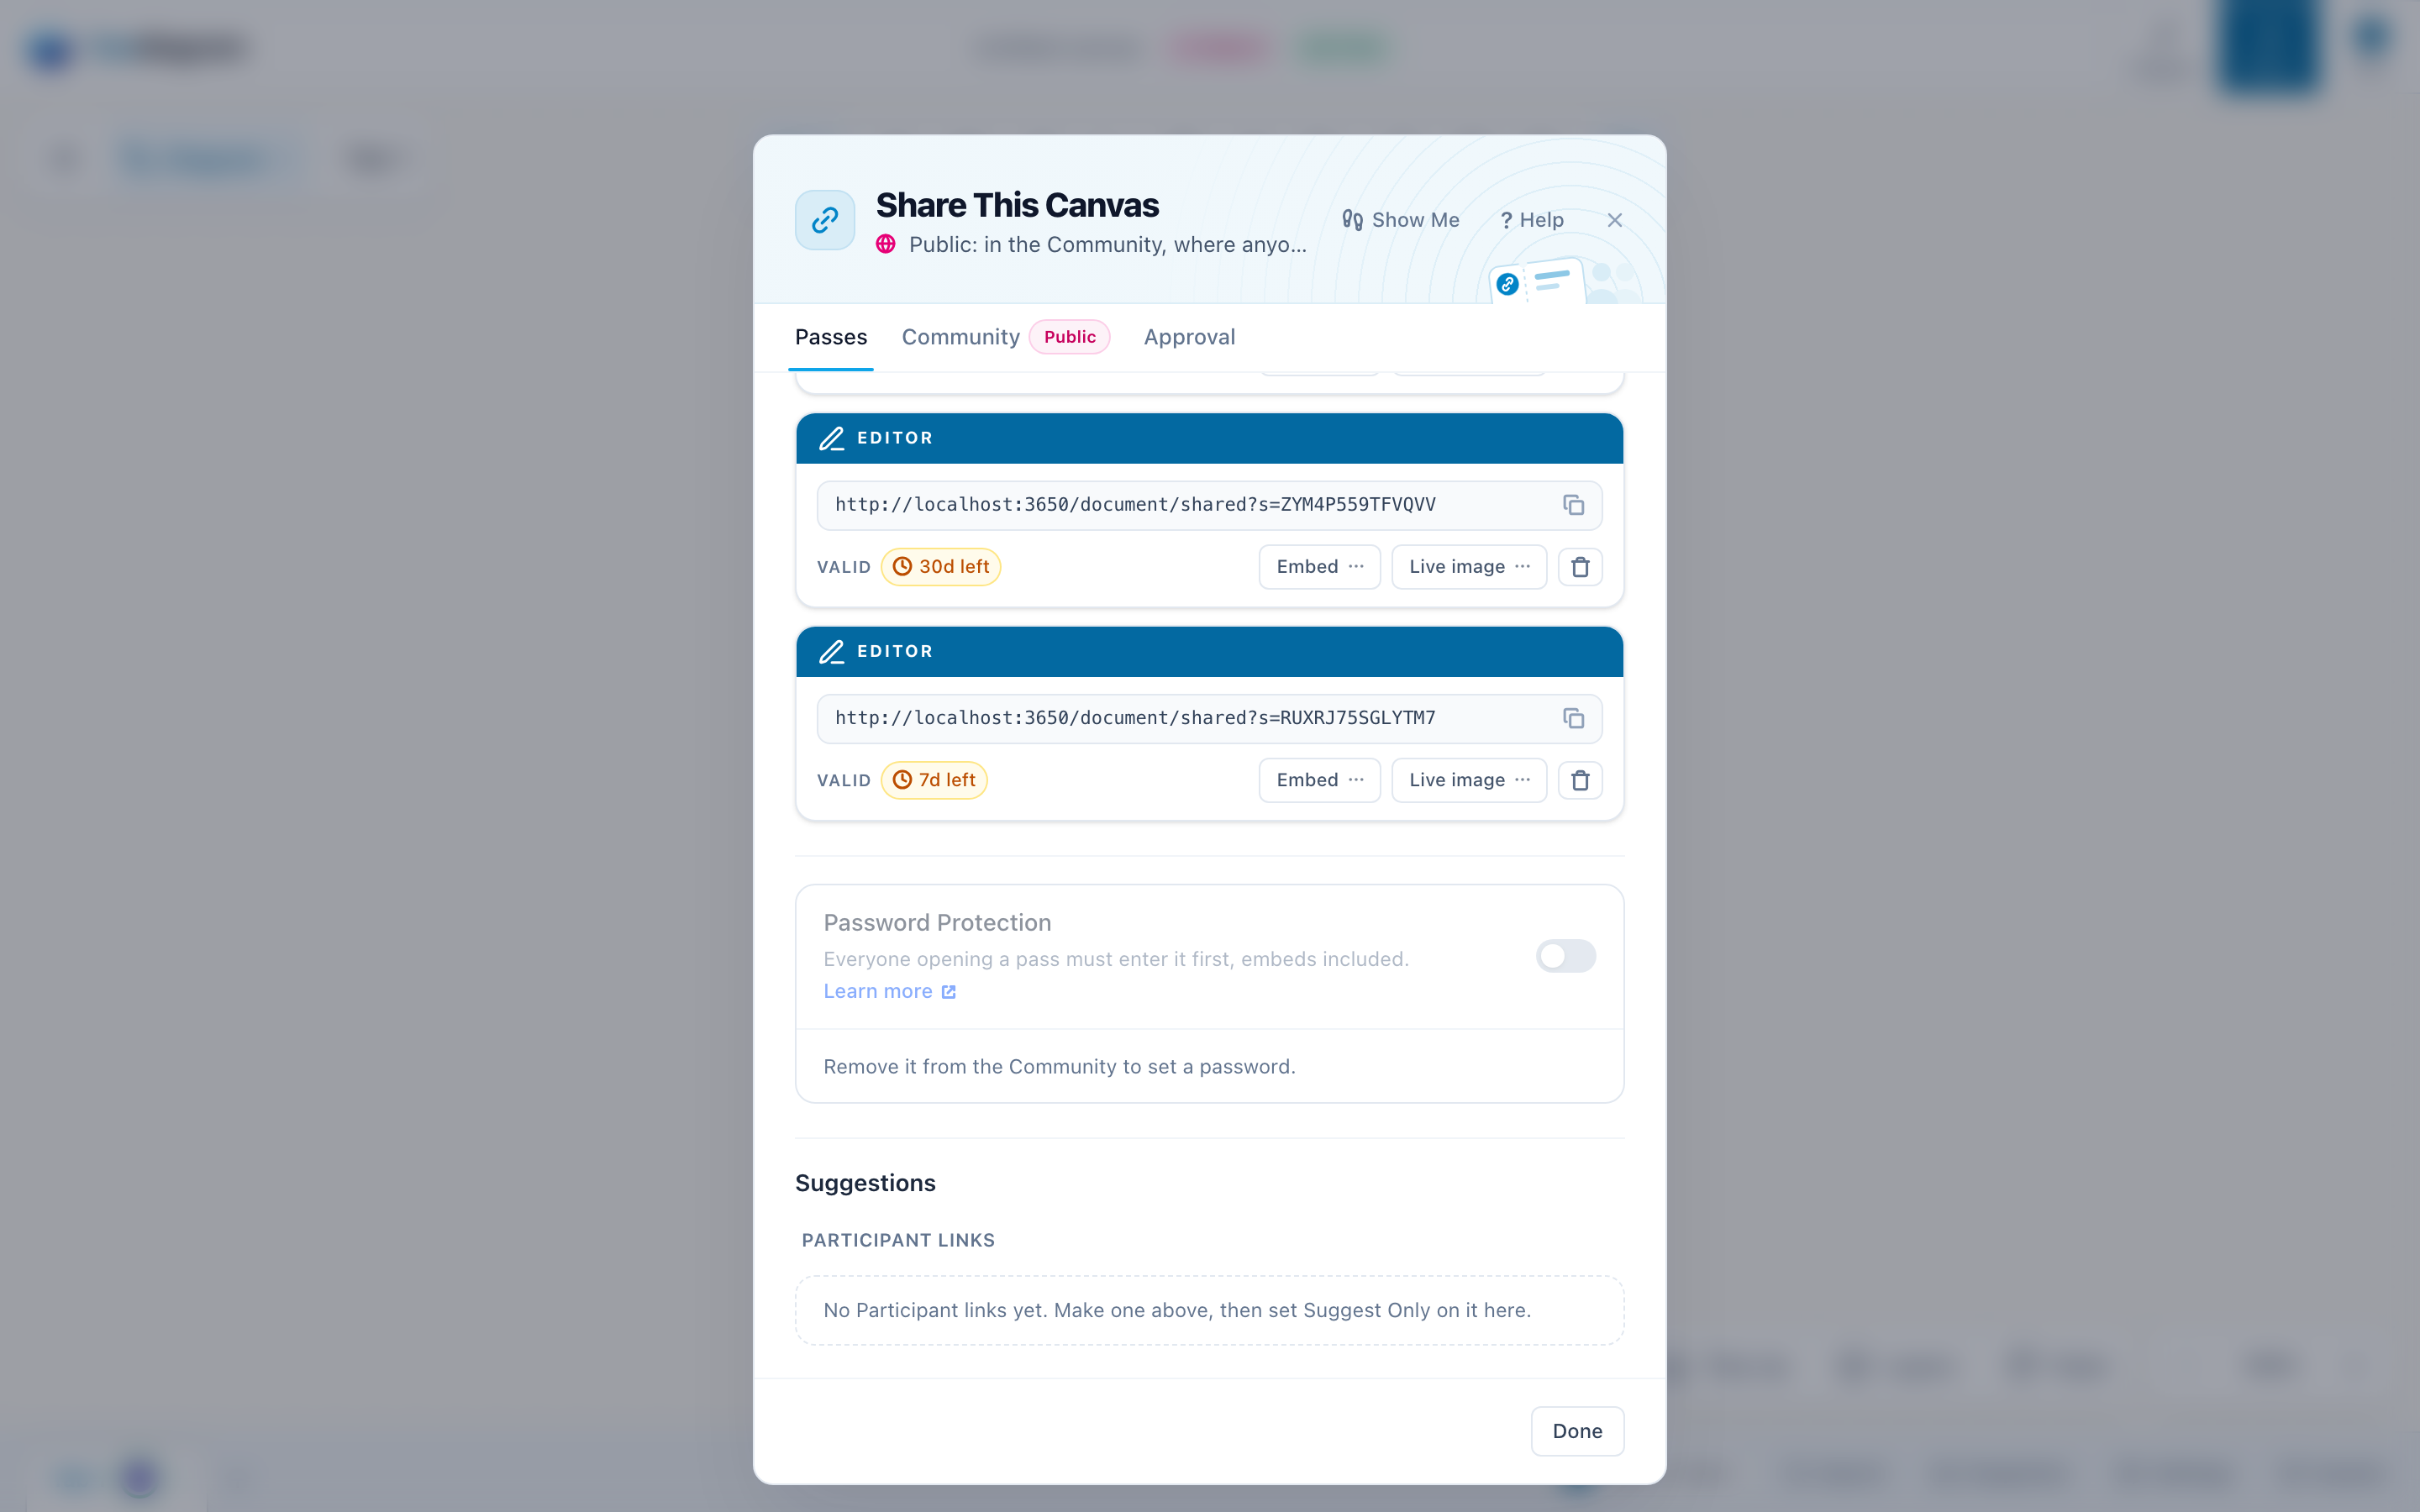 Share This Canvas
Public: in the Community, where anyo...
Show Me
? Help
Passes
Community
Public
Approval
EDITOR
http://localhost:3650/document/shared?s=ZYM4P559TFVQVV
VALID
30d left
Embed ...
Live image ...
EDITOR
http://localhost:3650/document/shared?s=RUXRJ75SGLYTM7
VALID
7d left
Embed ...
Live image ...
Password Protection
Everyone opening a pass must enter it first, embeds included.
Learn more
Remove it from the Community to set a password.
Suggestions
PARTICIPANT LINKS
No Participant links yet. Make one above, then set Suggest Only on it here.
Done